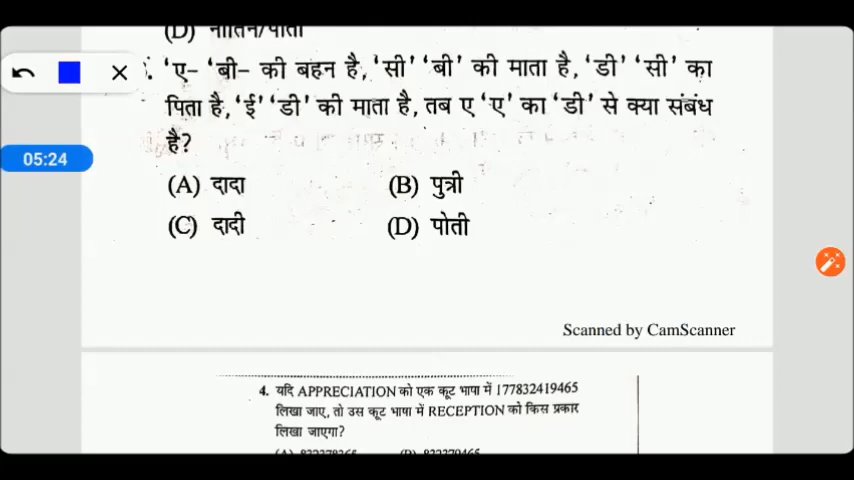 (D) नातिन/पोती
'ए- 'बी- की बहन है, 'सी' 'बी' की माता है, 'डी' 'सी' का
पिता है, 'ई' 'डी' की माता है, तब ए 'ए' का 'डी' से क्या संबंध
है?
05:24
(A) दादा (B) पुत्री
(C) दादी (D) पोती
Scanned by CamScanner
4. यदि APPRECIATION को एक कूट भाषा में 177832419465
लिखा जाए, तो उस कूट भाषा में RECEPTION को किस प्रकार
लिखा जाएगा?